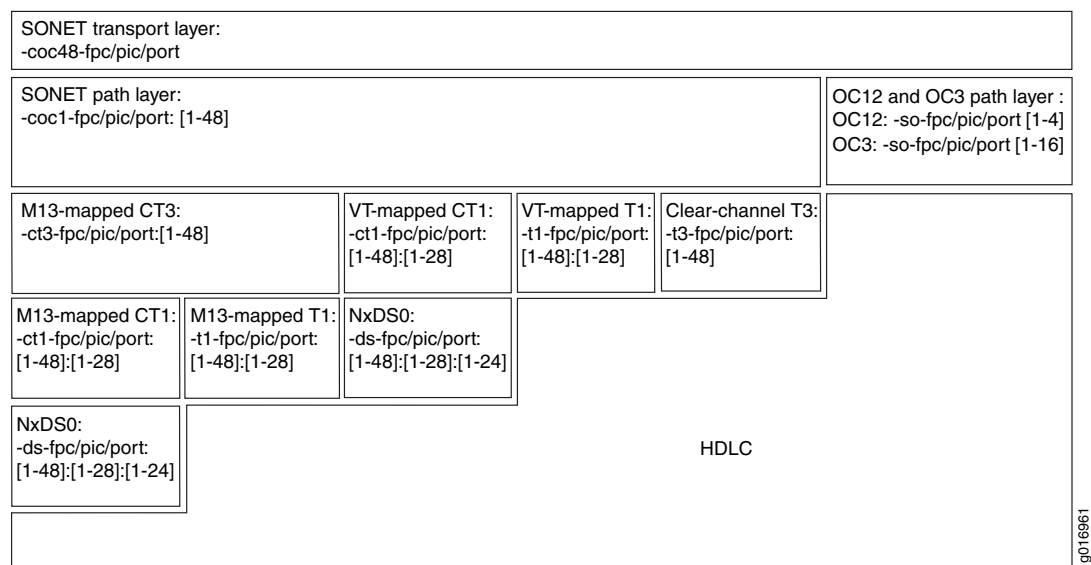 SONET transport layer:
-coc48-fpc/pic/port
SONET path layer:
-coc1-fpc/pic/port: [1-48]
OC12 and OC3 path layer :
OC12: -so-fpc/pic/port [1-4]
OC3: -so-fpc/pic/port [1-16]
M13-mapped CT3:
-ct3-fpc/pic/port:[1-48]
VT-mapped CT1:
-ct1-fpc/pic/port:
[1-48]:[1-28]
VT-mapped T1:
-t1-fpc/pic/port:
[1-48]:[1-28]
Clear-channel T3:
-t3-fpc/pic/port:
[1-48]
M13-mapped CT1:
-ct1-fpc/pic/port:
[1-48]:[1-28]
M13-mapped T1:
-t1-fpc/pic/port:
[1-48]:[1-28]
NxDS0:
-ds-fpc/pic/port:
[1-48]:[1-28]:[1-24]
NxDS0:
-ds-fpc/pic/port:
[1-48]:[1-28]:[1-24]
HDLC
g016961